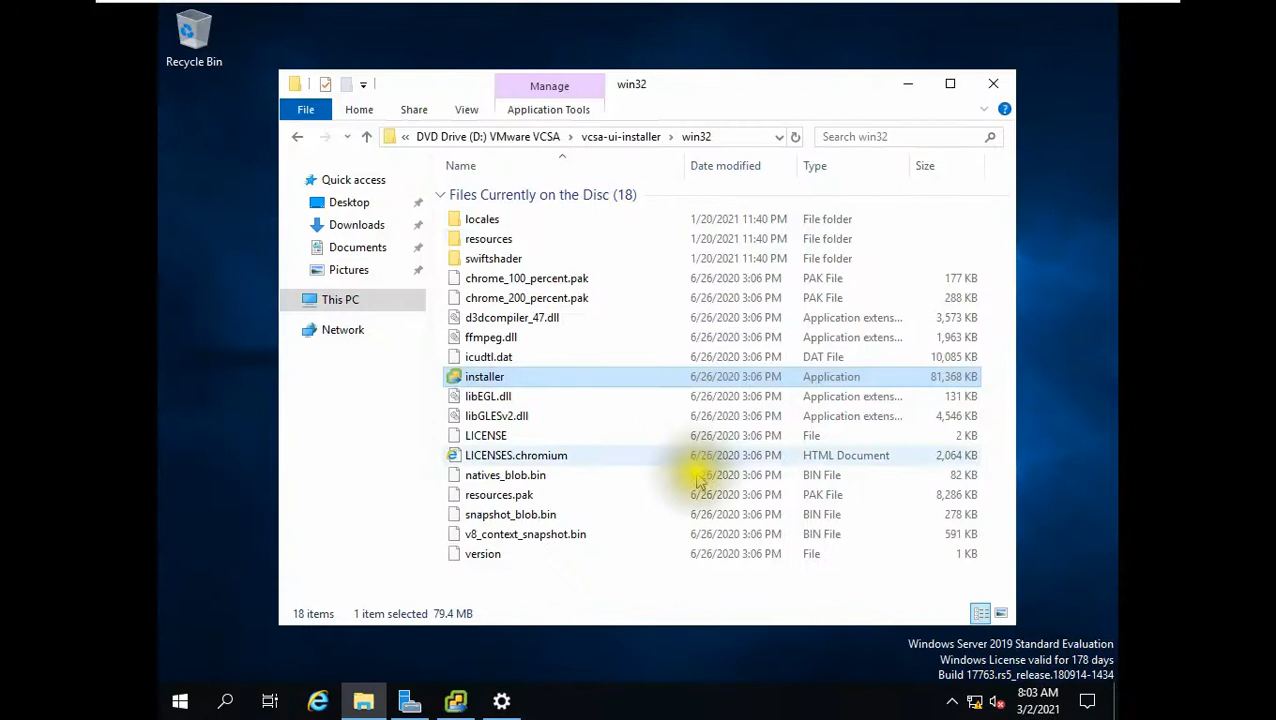 Recycle Bin
Manage
win32
File
Home
Share
View
Application Tools
« DVD Drive (D:) VMware VCSA > vcsa-ui-installer > win32
Search win32
Name
Date modified
Type
Size
Quick access
Desktop
Downloads
Documents
Pictures
This PC
Network
Files Currently on the Disc (18)
locales 1/20/2021 11:40 PM File folder
resources 1/20/2021 11:40 PM File folder
swiftshader 1/20/2021 11:40 PM File folder
chrome_100_percent.pak 6/26/2020 3:06 PM PAK File 177 KB
chrome_200_percent.pak 6/26/2020 3:06 PM PAK File 288 KB
d3dcompiler_47.dll 6/26/2020 3:06 PM Application extens... 3,573 KB
ffmpeg.dll 6/26/2020 3:06 PM Application extens... 1,963 KB
icudtl.dat 6/26/2020 3:06 PM DAT File 10,085 KB
installer 6/26/2020 3:06 PM Application 81,368 KB
libEGL.dll 6/26/2020 3:06 PM Application extens... 131 KB
libGLESv2.dll 6/26/2020 3:06 PM Application extens... 4,546 KB
LICENSE 6/26/2020 3:06 PM File 2 KB
LICENSES.chromium 6/26/2020 3:06 PM HTML Document 2,064 KB
natives_blob.bin 6/26/2020 3:06 PM BIN File 82 KB
resources.pak 6/26/2020 3:06 PM PAK File 8,286 KB
snapshot_blob.bin 6/26/2020 3:06 PM BIN File 278 KB
v8_context_snapshot.bin 6/26/2020 3:06 PM BIN File 591 KB
version 6/26/2020 3:06 PM File 1 KB
18 items 1 item selected 79.4 MB
Windows Server 2019 Standard Evaluation
Windows License valid for 178 days
Build 17763.rs5_release.180914-1434
8:03 AM
3/2/2021